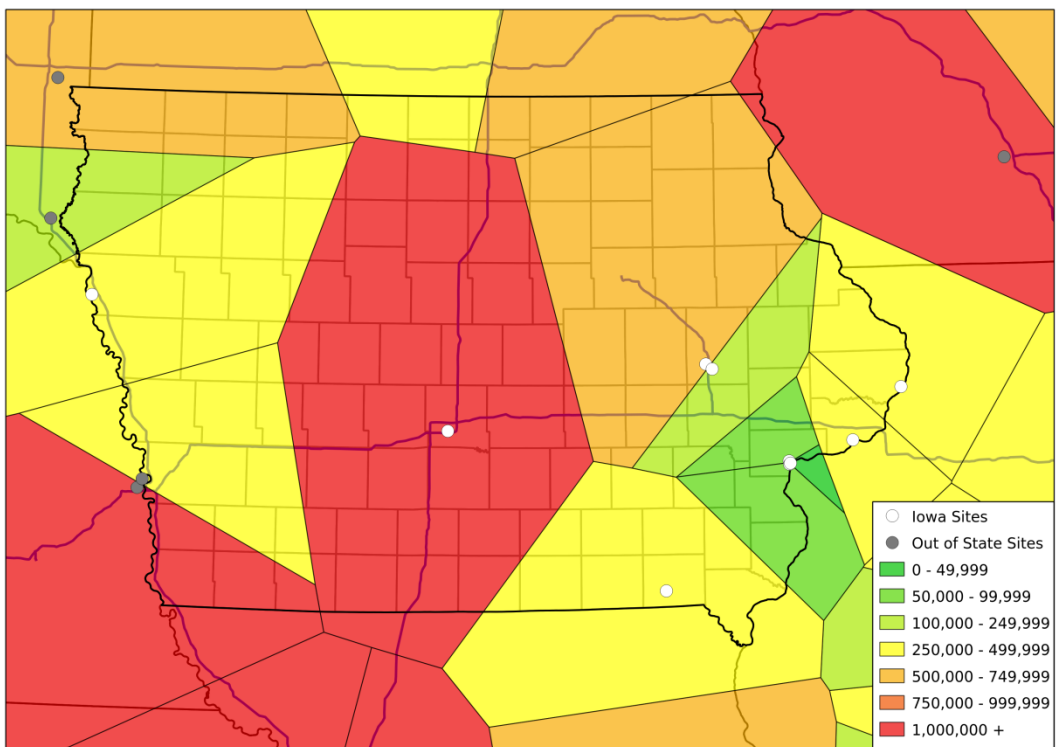 Iowa Sites
Out of State Sites
0 - 49,999
50,000 - 99,999
100,000 - 249,999
250,000 - 499,999
500,000 - 749,999
750,000 - 999,999
1,000,000 +